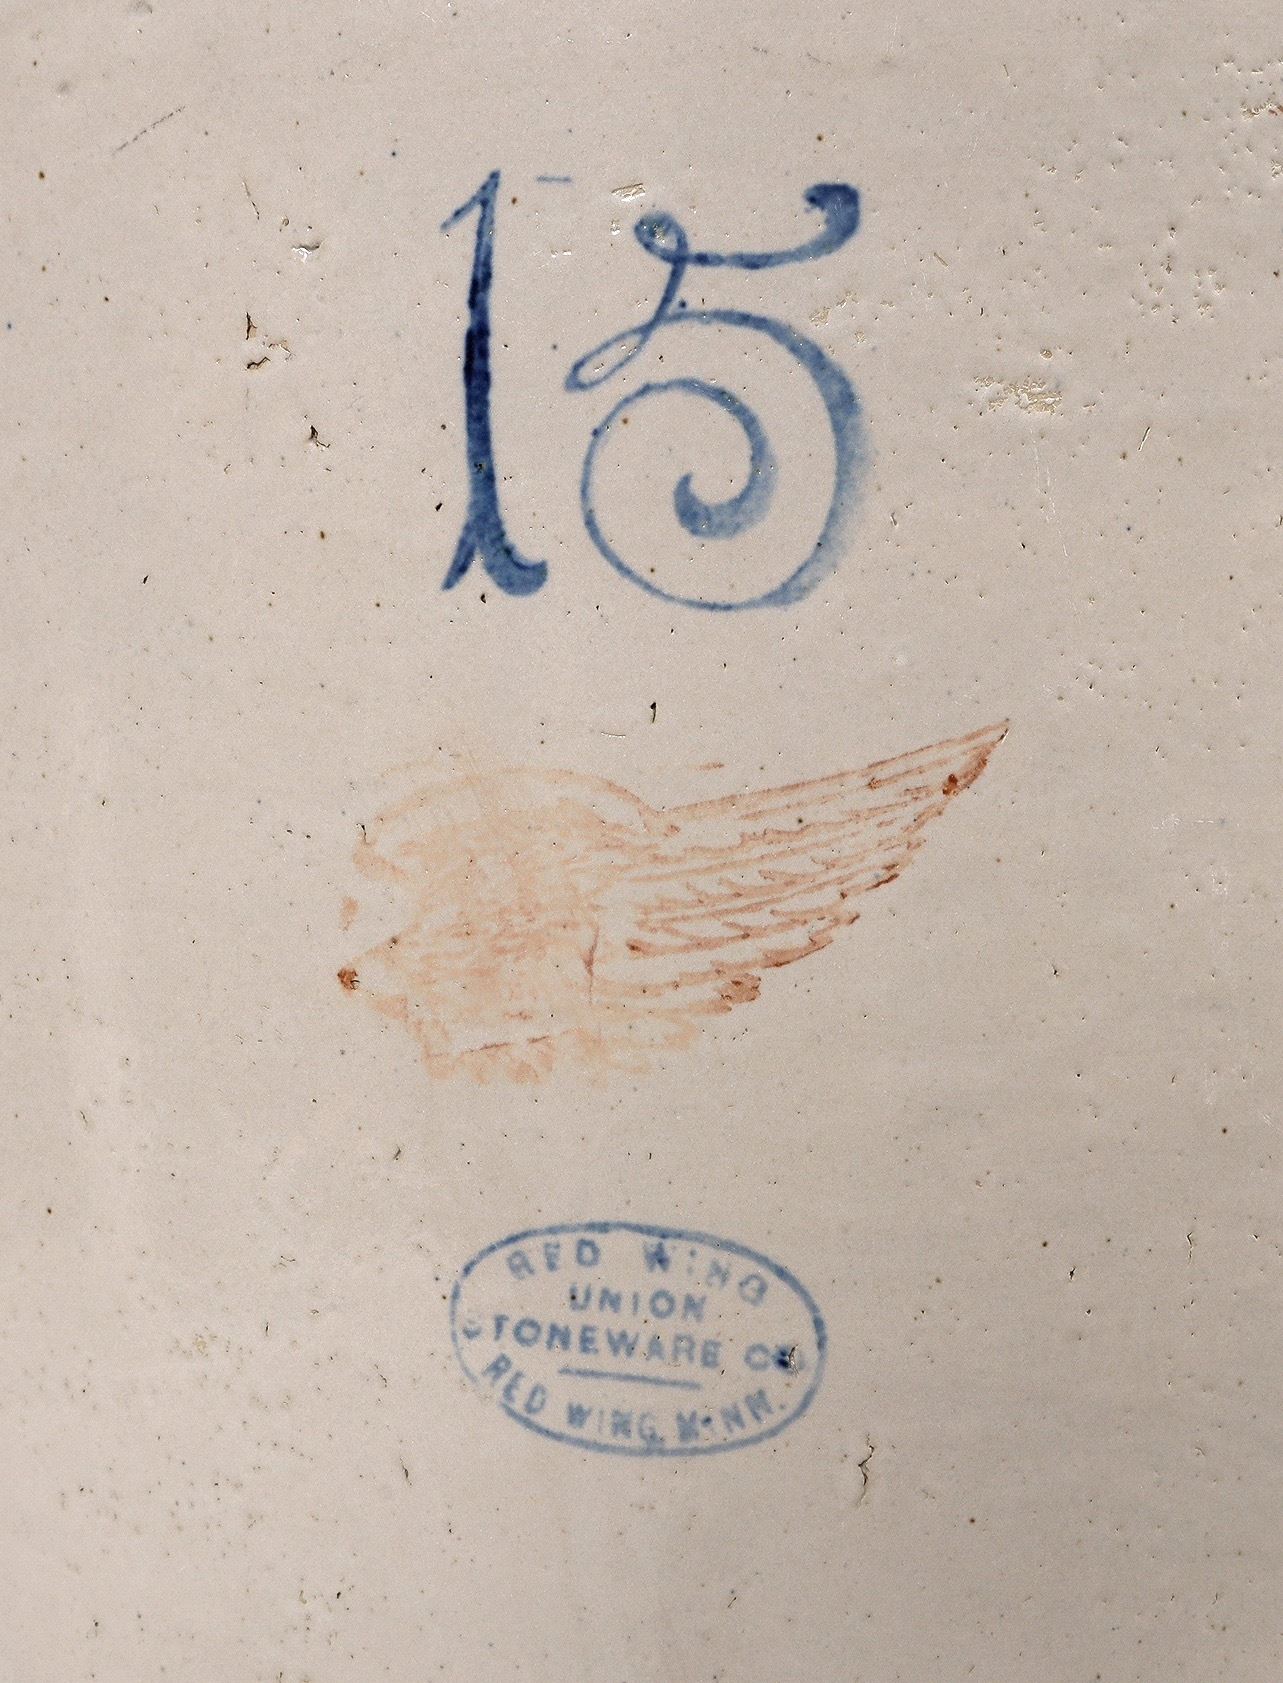 15
RED WING
UNION
STONEWARE CO.
RED WING, MINN.